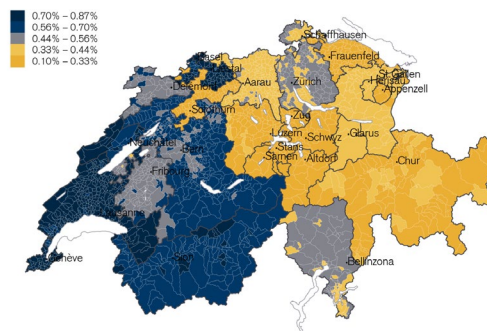 0.70% – 0.87%
0.56% – 0.70%
0.44% – 0.56%
0.33% – 0.44%
0.10% – 0.33%
Schaffhausen
Basel
Liestal
Frauenfeld
Delémont
Aarau
Zürich
St.Gallen
Herisau
Appenzell
Solothurn
Zug
Neuchâtel
Bern
Luzern
Schwyz
Glarus
Stans
Sarnen
Altdorf
Chur
Fribourg
Lausanne
Genève
Sion
Bellinzona